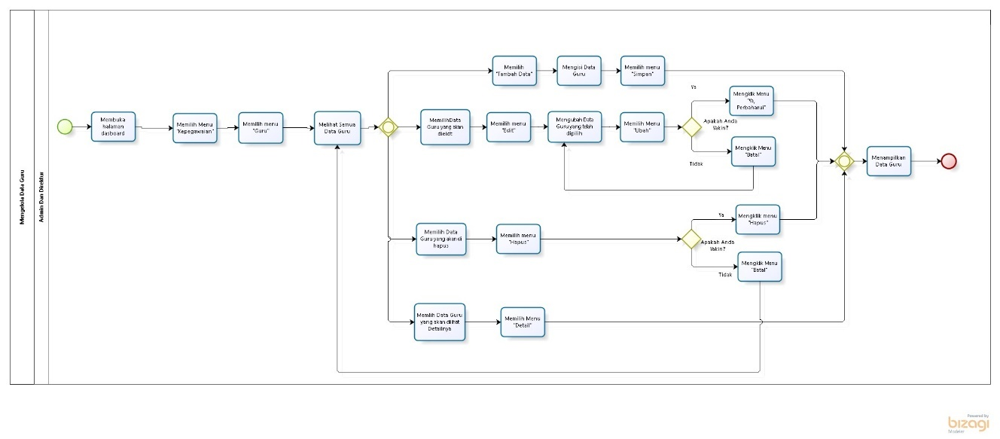 Mengelola Data Guru
Admin Dan Direktur
Membuka
halaman
dasboard
Memilih Menu
"Kepegawaian"
Memilih menu
"Guru"
Melihat Semua
Data Guru
Memilih
"Tambah Data"
Mengisi Data
Guru
Memilih menu
"Simpan"
Memilih Data
Guru yang akan
dieidt
Memilih menu
"Edit"
Mengubah Data
Guru yang telah
dipilih
Memilih Menu
"Ubah"
Ya
Apakah Anda
Yakin?
Tidak
Mengklik Menu
"Ya,
Perbaharui"
Mengklik Menu
"Batal"
Menampilkan
Data Guru
Memilih Data
Guru yang akan di
hapus
Memilih menu
"Hapus"
Ya
Apakah Anda
Yakin?
Tidak
Mengklik menu
"Hapus"
Mengklik Menu
"Batal"
Memlih Data Guru
yang akan dilihat
Detailnya
Memilih Menu
"Detail"
Powered by
bizagi
Modeler